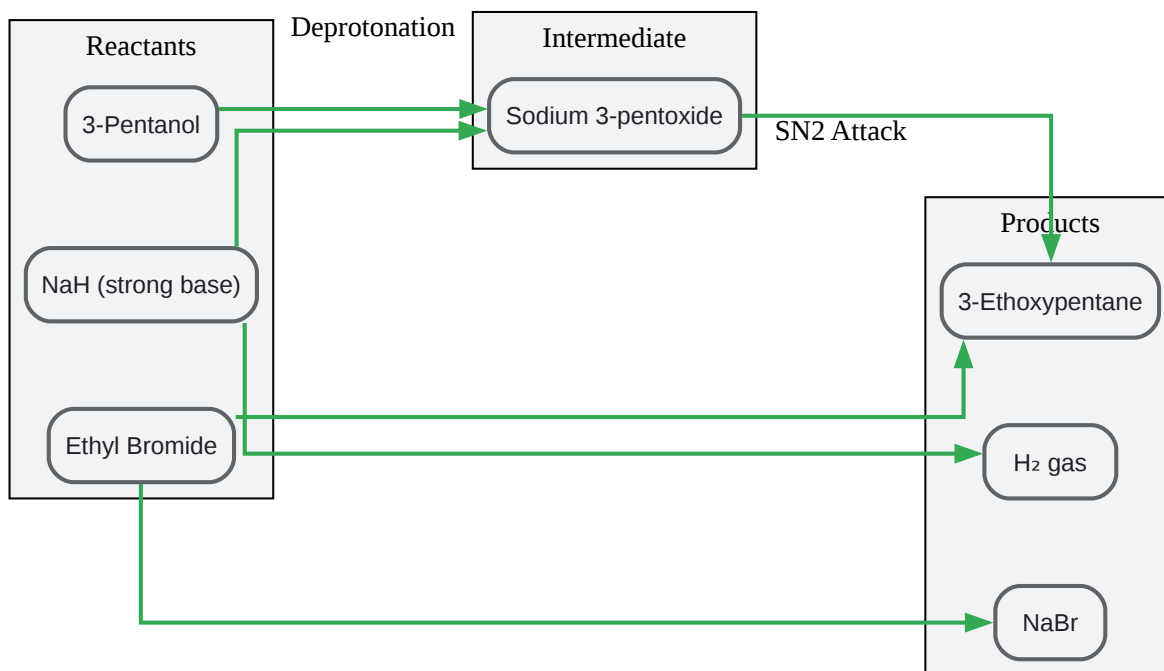 Reactants
Deprotonation
Intermediate
3-Pentanol
Sodium 3-pentoxide
SN2 Attack
Products
NaH (strong base)
3-Ethoxypentane
Ethyl Bromide
H₂ gas
NaBr